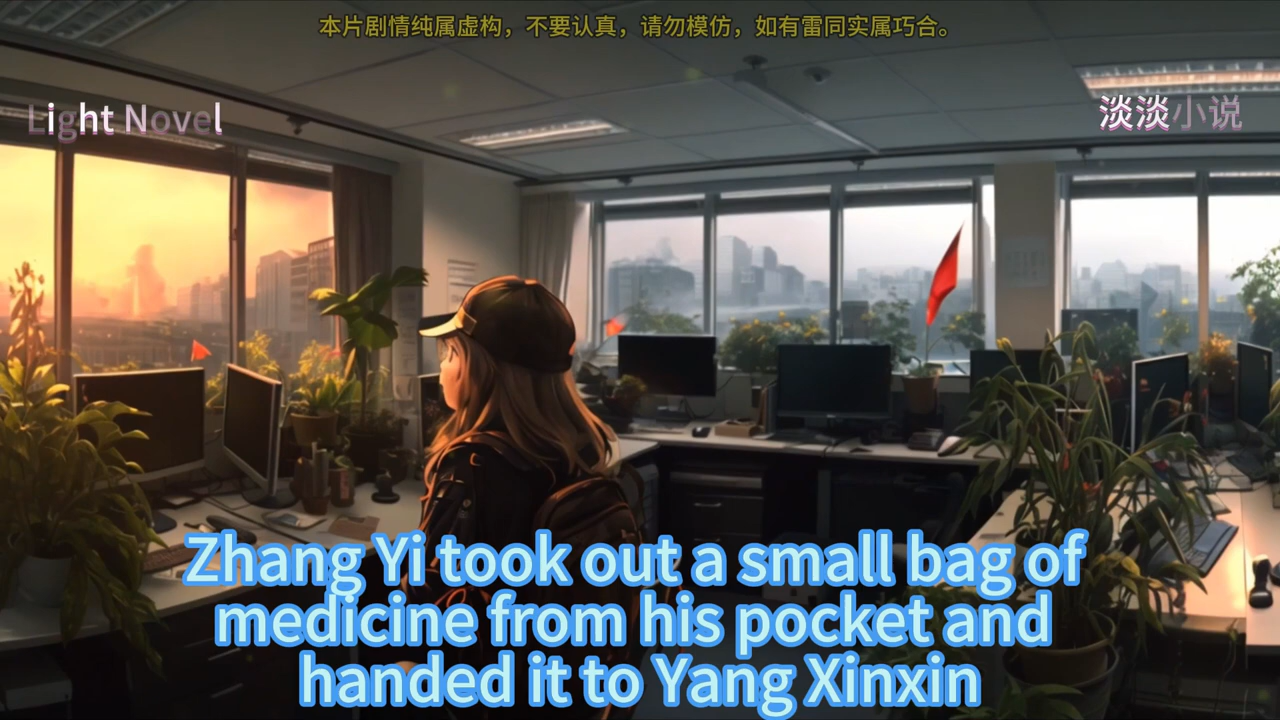 本片剧情纯属虚构，不要认真，请勿模仿，如有雷同实属巧合。
Light Novel
淡淡小说
Zhang Yi took out a small bag of
medicine from his pocket and
handed it to Yang Xinxin